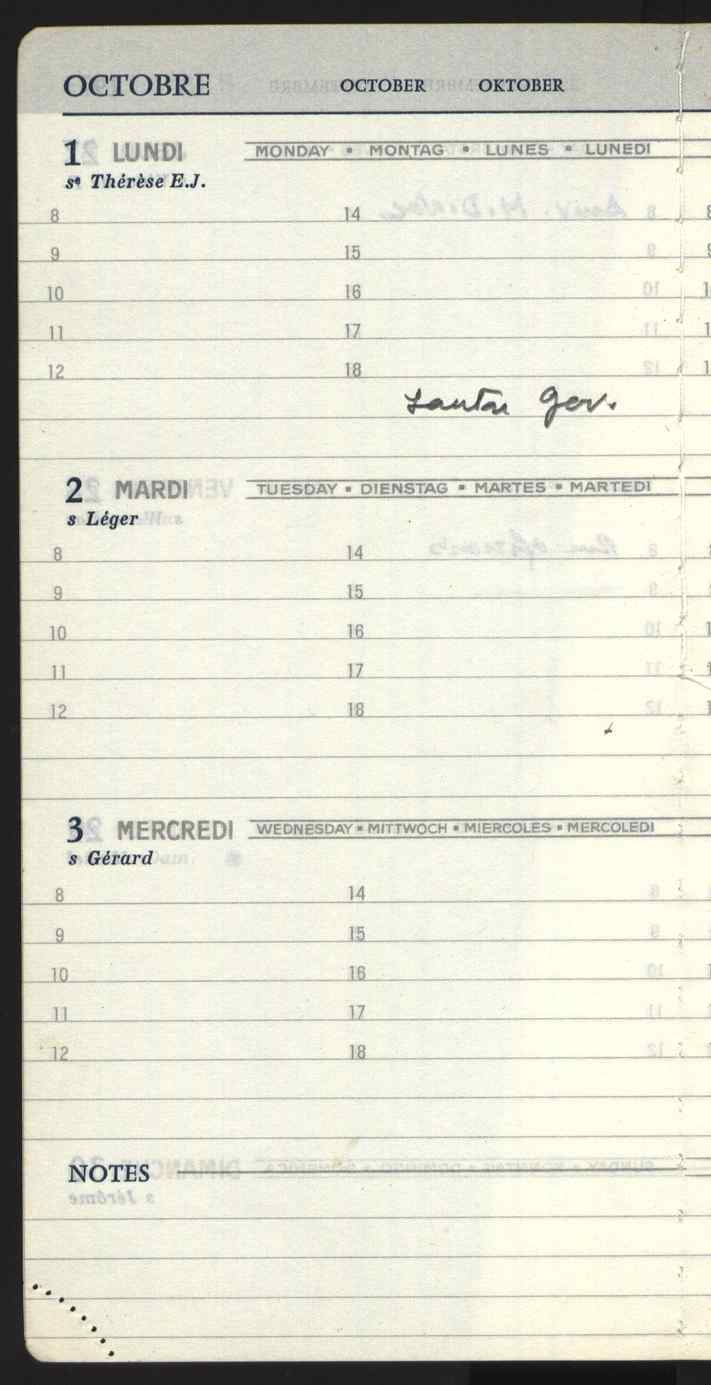 OCTOBRE OCTOBER OKTOBER
1 LUNDI MONDAY • MONTAG • LUNES • LUNEDI
sᵉ Thérèse E.J.
8 14
9 15
10 16
11 17
12 18
Gov.
2 MARDI TUESDAY • DIENSTAG • MARTES • MARTEDI
s Léger
8 14
9 15
10 16
11 17
12 18
3 MERCREDI WEDNESDAY • MITTWOCH • MIERCOLES • MERCOLEDI
s Gérard
8 14
9 15
10 16
11 17
12 18
NOTES